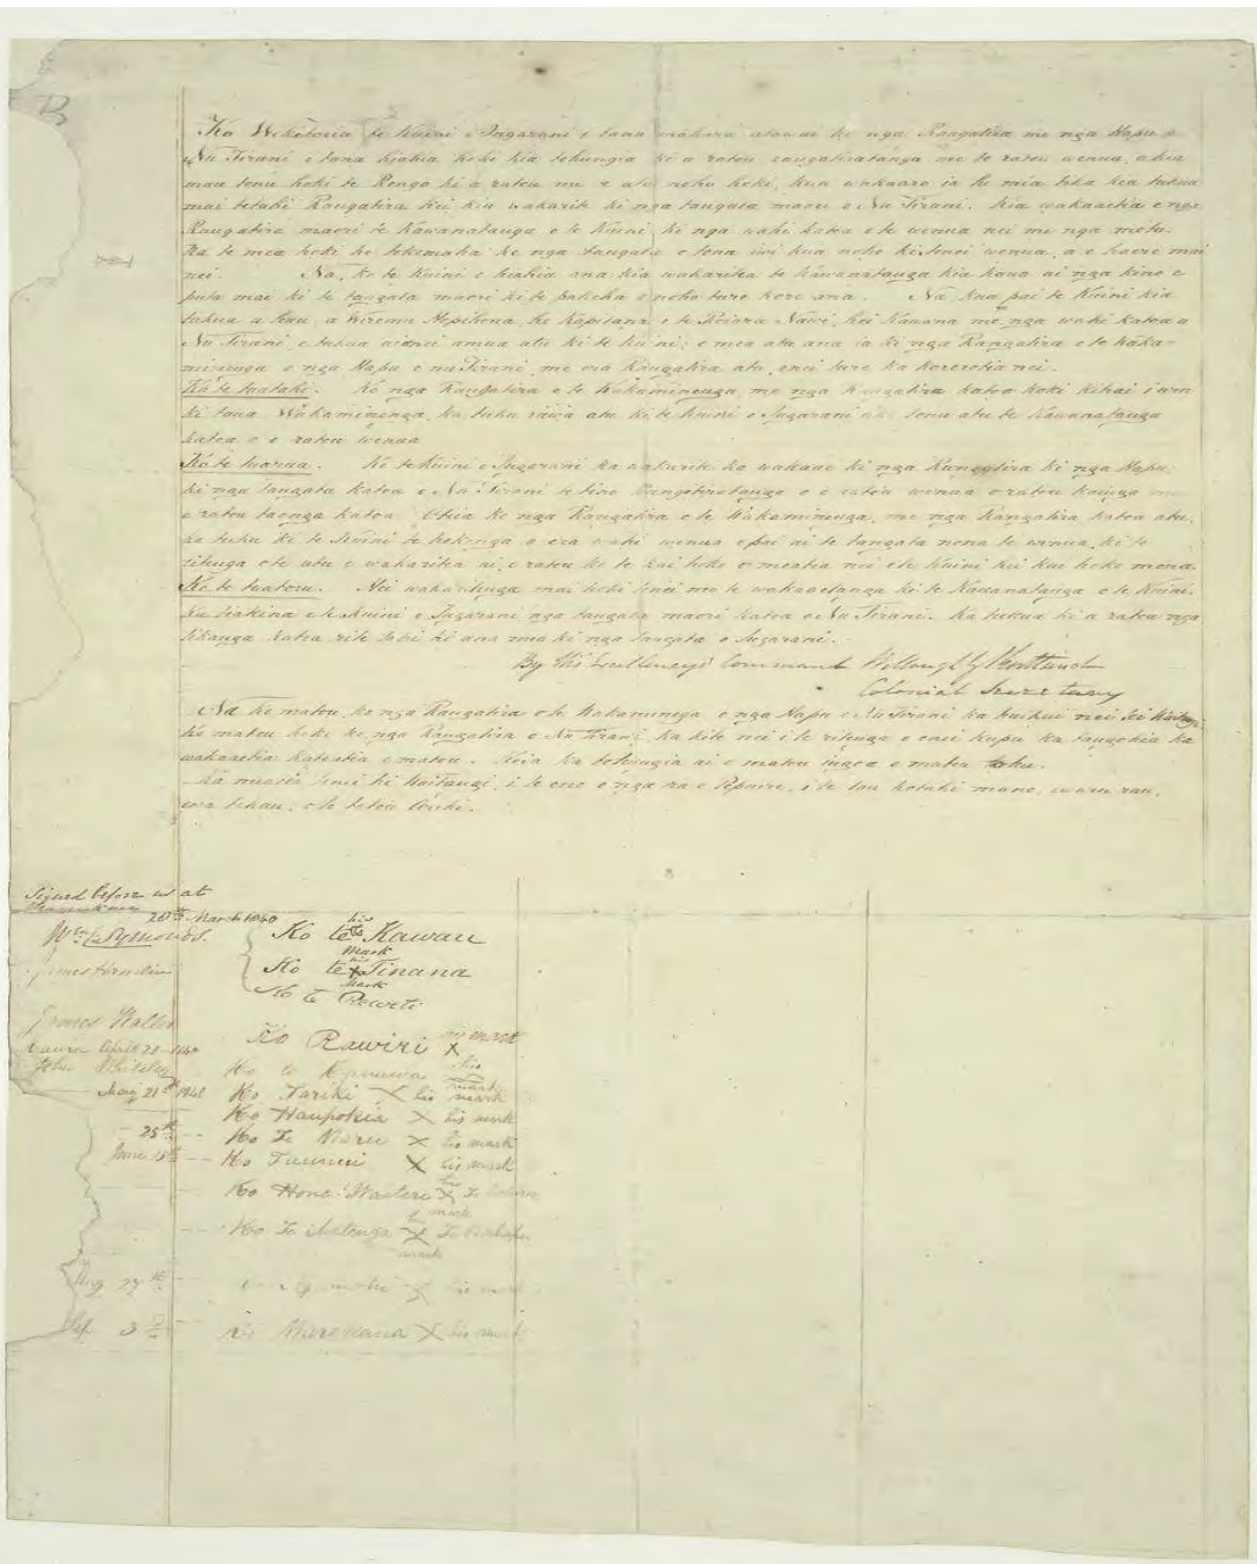 B
Ko Wikitoria te Kuini o Ingarani i tana mahara atawai ki nga Rangatira me nga Hapu o
Nu Tirani i tana hiahia hoki kia tohungia ki a ratou rangatiratanga me to ratou wenua, a kia
mau tonu hoki te Rongo ki a ratou me te atu noho hoki, kua wakaaro ia he mia tika kia tukua
mai tetahi Rangatira hei kai wakarite ki nga tangata maori o Nu Tirani. Kia wakaaetia e nga
Rangatira maori te Kawanatanga o te Kuini, ki nga wahi katoa o te wenua nei me nga motu.
Na te mea hoki he tokomaha ke nga tangata o tona iwi kua noho ki tenei wenua, a e haere mai
nei. Na, ko te Kuini e hiahia ana kia wakaritea te Kawanatanga kia kaua ai nga kino e
puta mai ki te tangata maori ki te pakeha e noho ture kore ana. Na kua pai te Kuini kia
tukua a hau, a Wiremu Hopihona, he Kapitana i te Roiara Nawi, hei Kawana mo nga wahi katoa o
Nu Tirani, e tukua aianei amua atu ki te Kuini; e mea atu ana ia ki nga Rangatira o te Waka-
minenga o nga Hapu o nu Tirani, me era Rangatira atu, enei ture ka korerotia nei.
Ko te tuatahi. Ko nga Rangatira o te Wakaminenga, me nga Rangatira katoa hoki kihai i uru
ki taua Wakaminenga, ka tuku rawa atu ki te Kuini o Ingarani ake tonu atu te Kawanatanga
katoa o o ratou wenua
Ko te tuarua. Ko te Kuini o Ingarani ka wakarite ka wakaae ki nga Rangatira ki nga Hapu,
ki nga tangata katoa o Nu Tirani te tino Rangatiratanga o o ratou wenua o ratou kainga me
o ratou taonga katoa. Otiia ko nga Rangatira o te Wakaminenga, me nga Rangatira katoa atu,
ka tuku ki te Kuini te hokonga o era wahi wenua e pai ai te tangata nona te wenua, ki te
ritenga o te utu e wakaritea ai e ratou ko te kai hoko e meatia nei e te Kuini hei kai hoko mona.
Ko te tuatoru. Hei wakaritenga mai hoki tenei mo te wakaaetanga ki te Kawanatanga o te Kuini.
Ka tiakina e te Kuini o Ingarani nga tangata maori katoa o Nu Tirani. Ka tukua ki a ratou nga
tikanga katoa rite tahi ki ana mea ki nga tangata o Ingarani.
By His Excellency's Command Willoughby Shortland
Colonial Secretary
Na ko matou, ko nga Rangatira o te Wakaminenga o nga Hapu o Nu Tirani ka huihui nei ki Waitangi
ko matou hoki ko nga Rangatira o Nu Tirani, ka kite nei i te ritenga o enei kupu ka tangohia ka
wakaaetia katoatia e matou. Koia ka tohungia ai o matou ingoa o matou tohu.
Ka meatia tenei ki Waitangi, i te ono o nga ra o Pepuere, i te tau kotahi mano, e waru rau,
e wa tekau, o to tatou Ariki.
Signed before us at
20th March 1840
Wm C. Symonds.
James Hamlin
Ko te Kawau
his
mark
Ko te x Tinana
his
mark
Ko te Reweti
James Wallis
Ko Rawiri x his mark
April 28 1840
John Whiteley
Ko te his mark
May 21st 1840 Ko Tariki x his mark
Ko Haupokia x his mark
25th Ko Te Waru x his mark
June 15th Ko Taunui x his mark
Ko Hone Waitere x his mark
Ko Te Matenga x his mark
Aug 27th x his mark
Sep 3rd Ko Warekaua x his mark